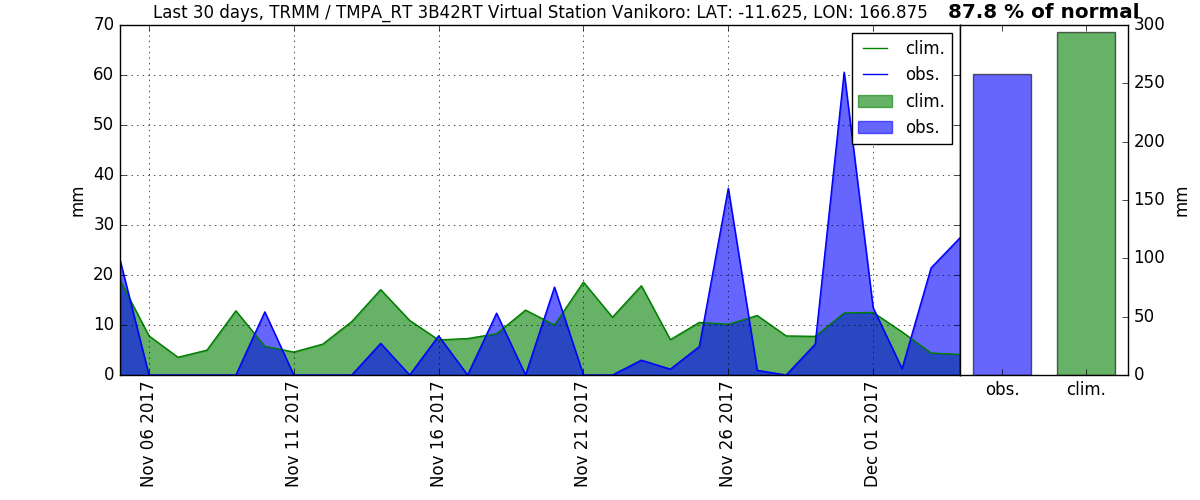 Last 30 days, TRMM / TMPA_RT 3B42RT Virtual Station Vanikoro: LAT: -11.625, LON: 166.875
87.8 % of normal
70
60
50
40
30
20
10
0
mm
clim.
obs.
clim.
obs.
Nov 06 2017
Nov 11 2017
Nov 16 2017
Nov 21 2017
Nov 26 2017
Dec 01 2017
300
250
200
150
100
50
0
mm
obs.
clim.